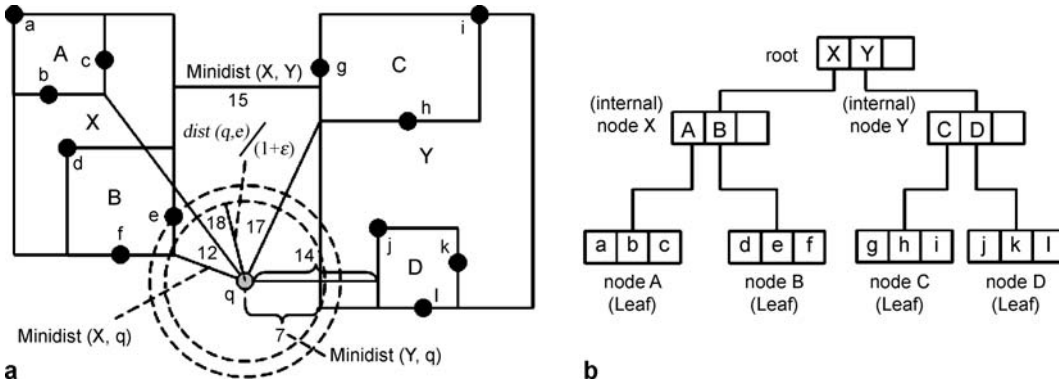 a
i
A
c
C
g
Minidist (X, Y)
b
15
h
X
dist (q,e)
(1+ε)
Y
d
B
e
18
17
j
k
f
12
14
D
q
l
7
Minidist (X, q)
Minidist (Y, q)
a
root
X Y
(internal)
node X
(internal)
node Y
A B
C D
a b c
d e f
g h i
j k l
node A
(Leaf)
node B
(Leaf)
node C
(Leaf)
node D
(Leaf)
b